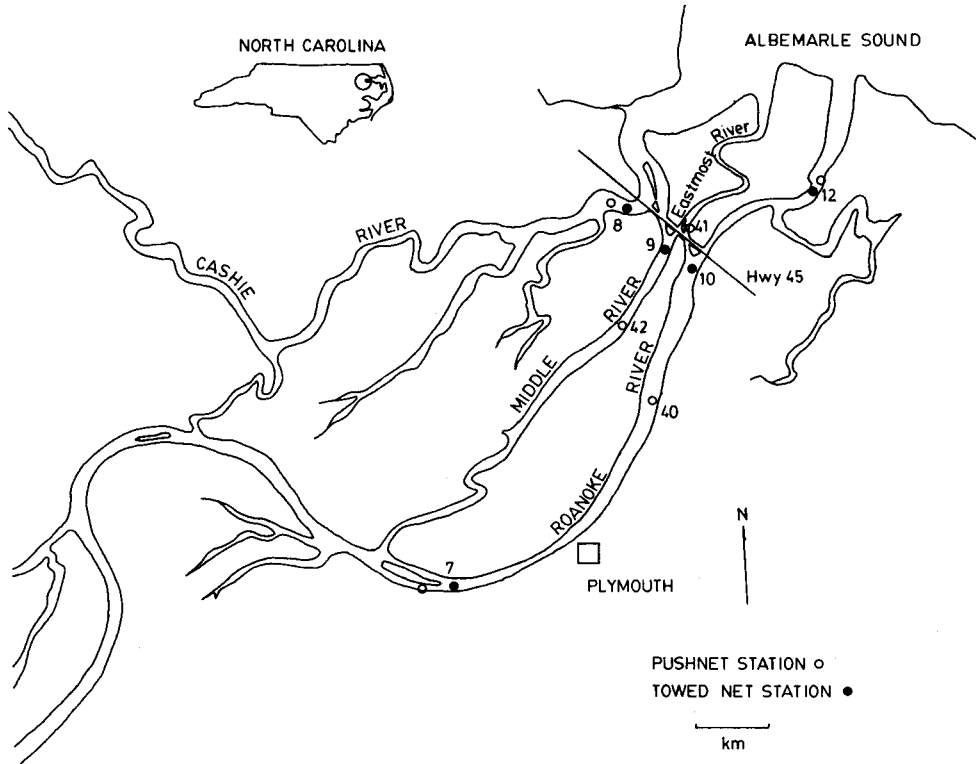 NORTH CAROLINA
ALBEMARLE SOUND
Eastmost River
12
8
41
RIVER
9
10
Hwy 45
CASHIE
RIVER
42
MIDDLE
RIVER
40
ROANOKE
N
7
PLYMOUTH
PUSHNET STATION
TOWED NET STATION
km